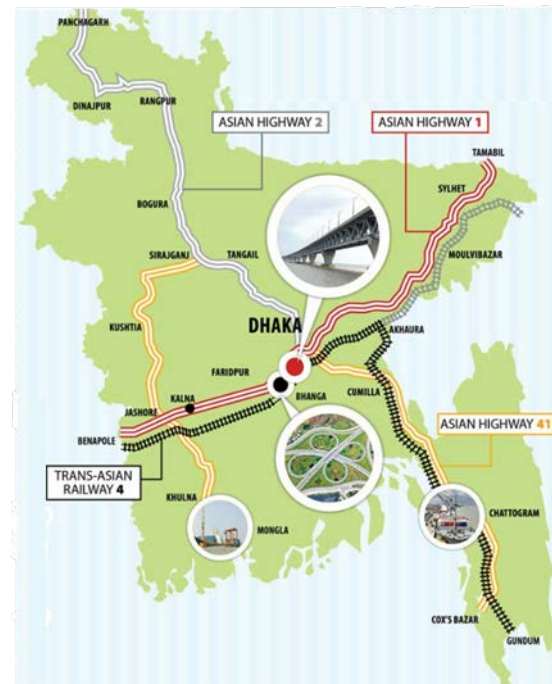 PANCHAGARH
DINAJPUR
RANGPUR
ASIAN HIGHWAY 2
ASIAN HIGHWAY 1
TAMABIL
SYLHET
BOGURA
MOULVIBAZAR
SIRAJGANJ
TANGAIL
KUSHTIA
DHAKA
AKHAURA
FARIDPUR
KALNA
BHANGA
CUMILLA
JASHORE
BENAPOLE
ASIAN HIGHWAY 41
TRANS-ASIAN
RAILWAY 4
KHULNA
MONGLA
CHATTOGRAM
COX'S BAZAR
GUNDUM